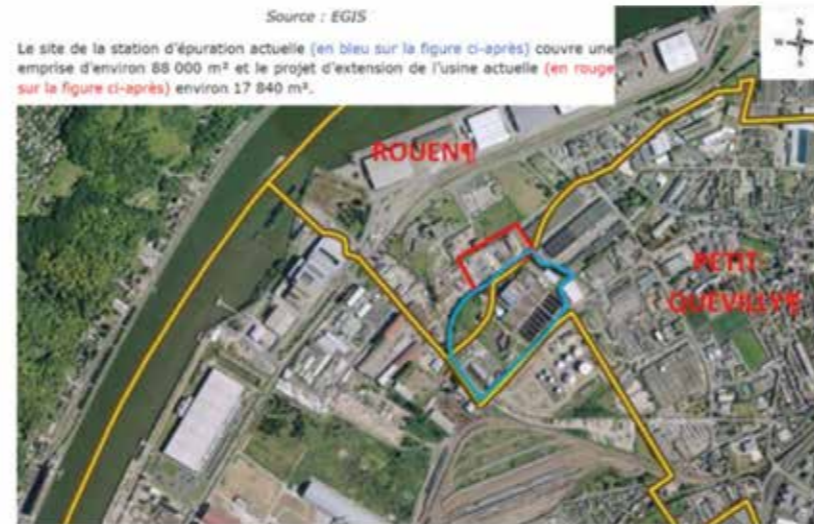 Source : EGIS
Le site de la station d'épuration actuelle (en bleu sur la figure ci-après) couvre une
emprise d'environ 88 000 m² et le projet d'extension de l'usine actuelle (en rouge
sur la figure ci-après) environ 17 840 m².
ROUEN¶
PETIT
QUEVILLY¶